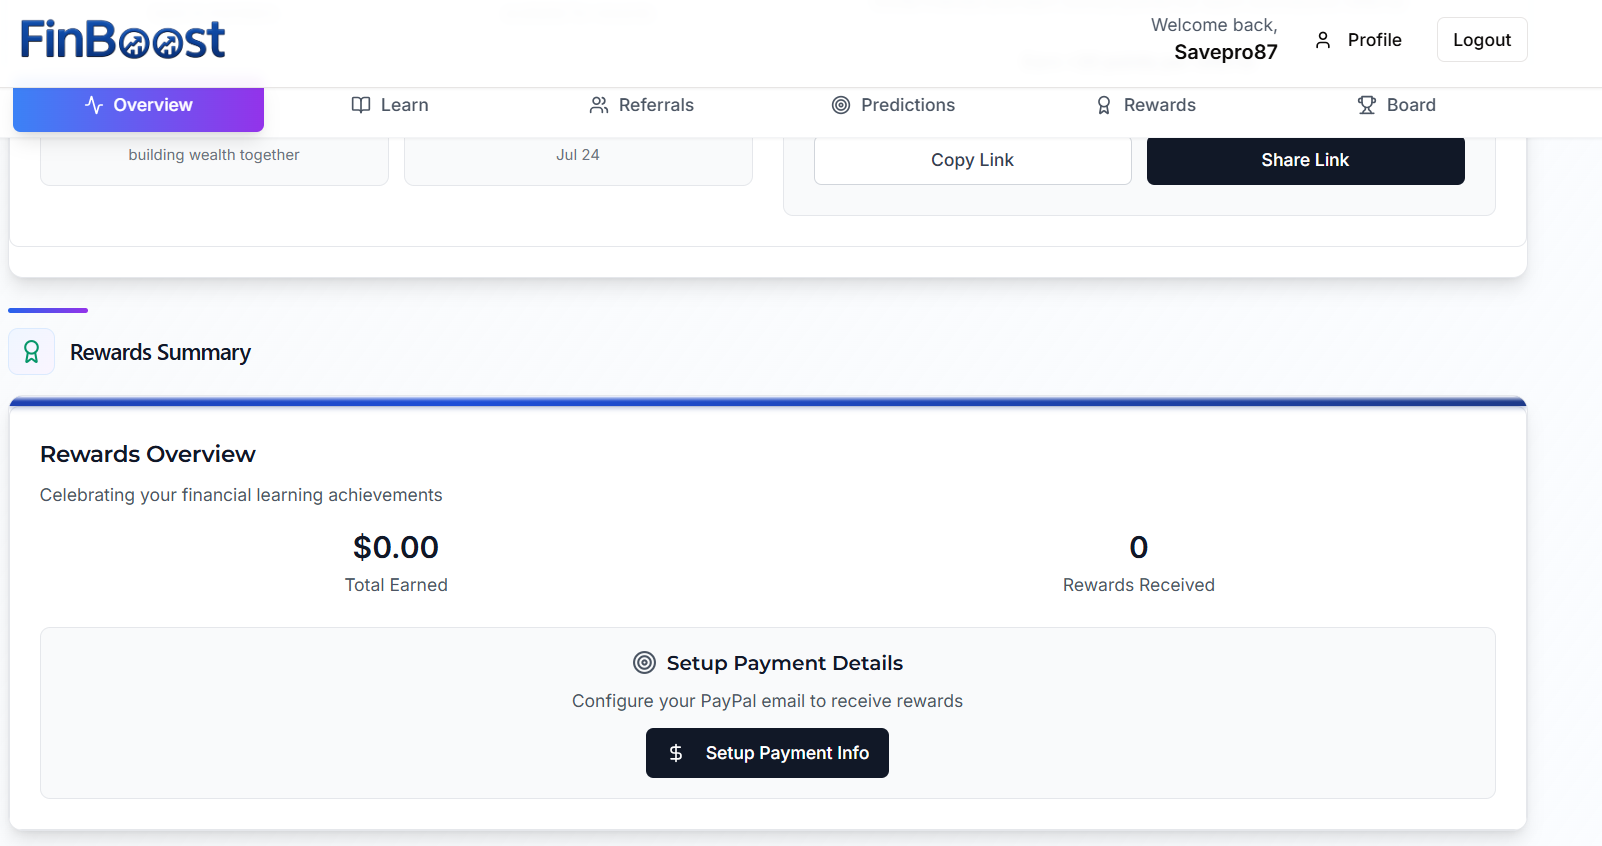 FinBoost
Welcome back,
Savepro87
Profile
Logout
Overview
Learn
Referrals
Predictions
Rewards
Board
building wealth together
Jul 24
Copy Link
Share Link
Rewards Summary
Rewards Overview
Celebrating your financial learning achievements
$0.00
Total Earned
0
Rewards Received
Setup Payment Details
Configure your PayPal email to receive rewards
$ Setup Payment Info